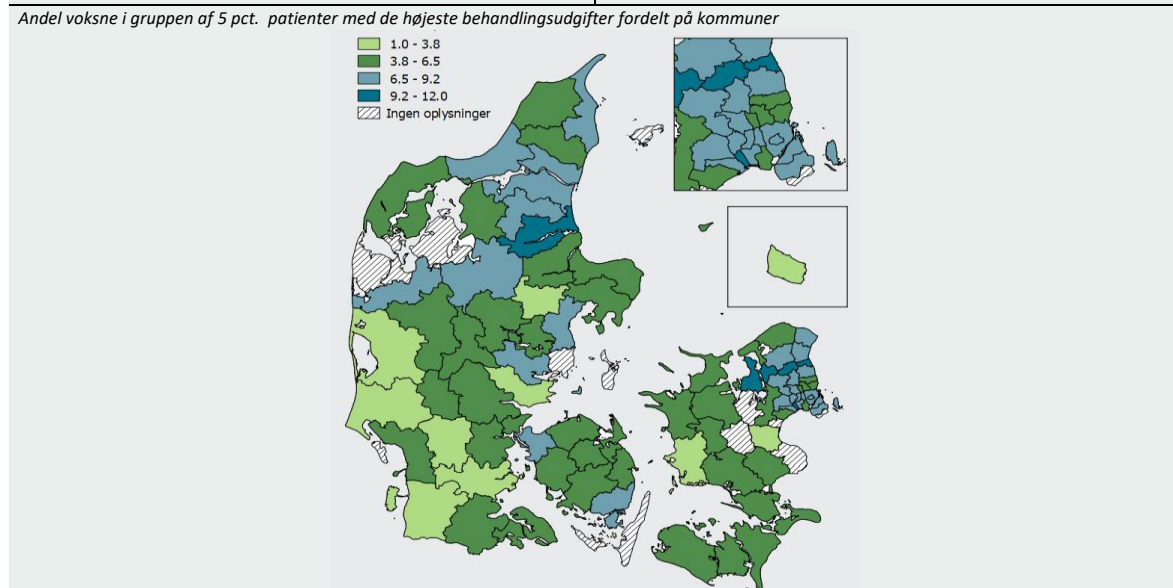 Andel voksne i gruppen af 5 pct. patienter med de højeste behandlingsudgifter fordelt på kommuner
1.0 - 3.8
3.8 - 6.5
6.5 - 9.2
9.2 - 12.0
Ingen oplysninger